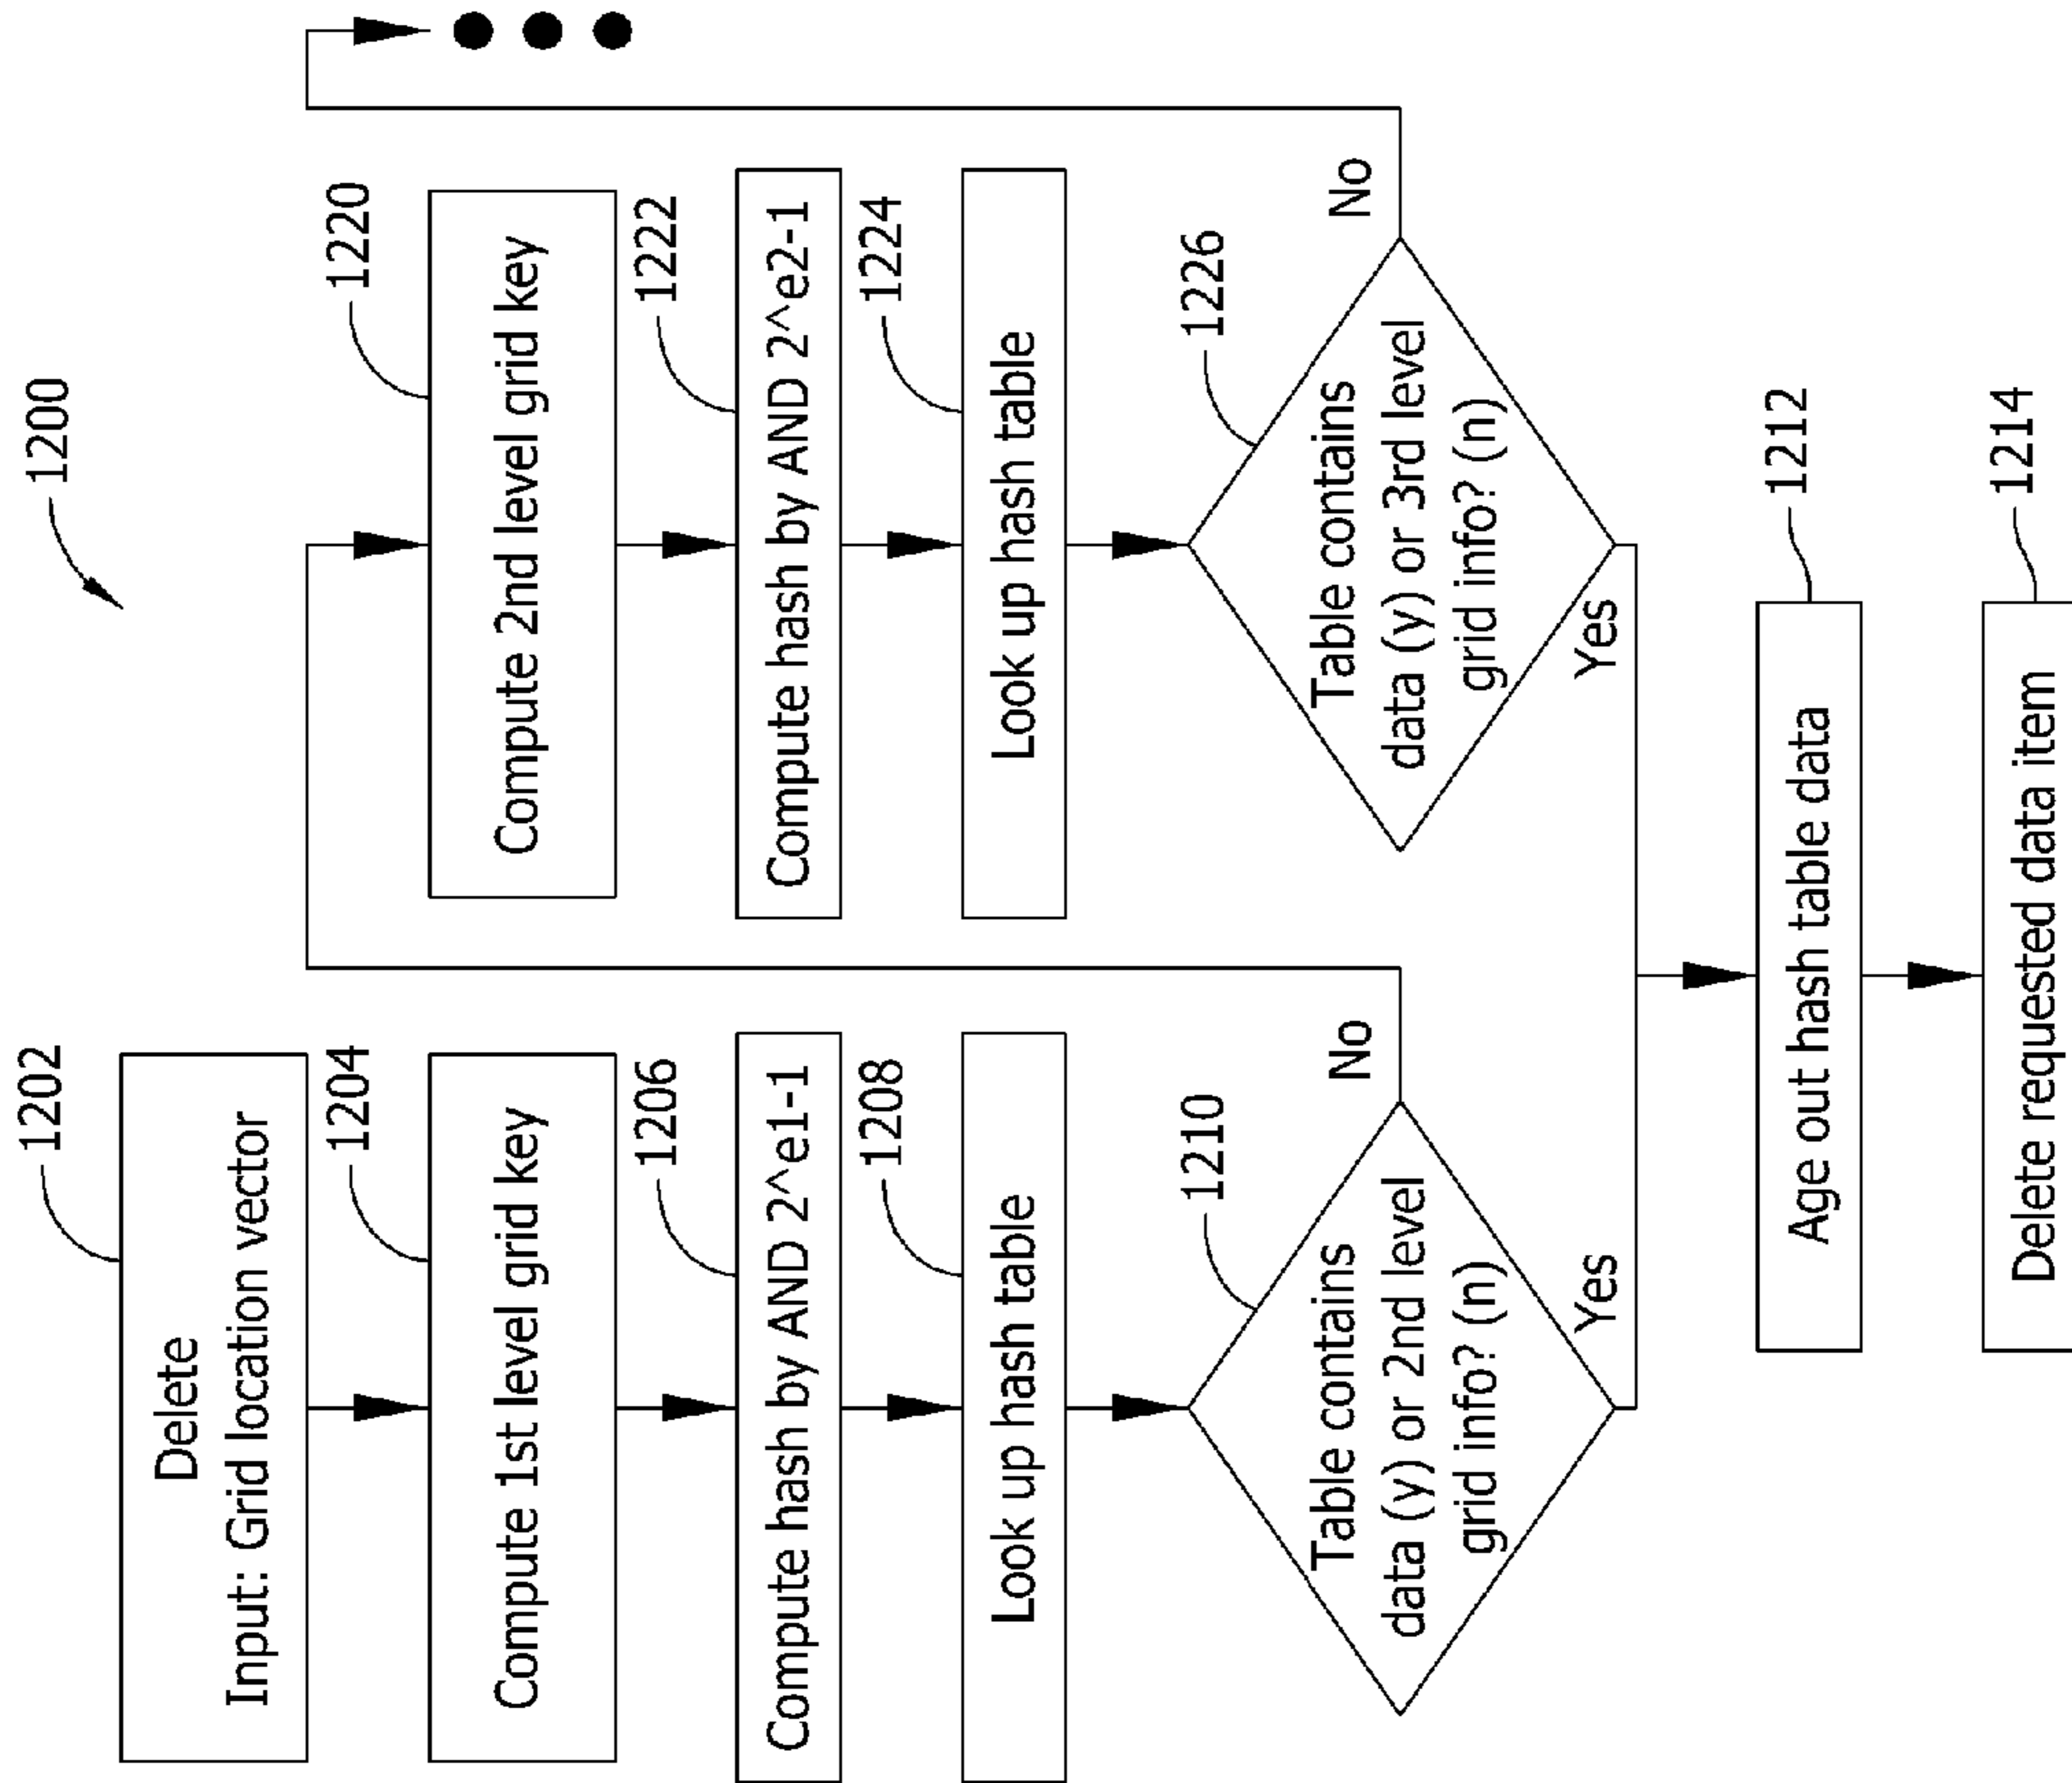 1200
1202
Delete
Input: Grid location vector
1204
Compute 1st level grid key
1206
Compute hash by AND 2^e1-1
1208
Look up hash table
1210
Table contains
data (y) or 2nd level
grid info? (n)
No
Yes
1220
Compute 2nd level grid key
1222
Compute hash by AND 2^e2-1
1224
Look up hash table
1226
Table contains
data (y) or 3rd level
grid info? (n)
No
Yes
1212
Age out hash table data
1214
Delete requested data item